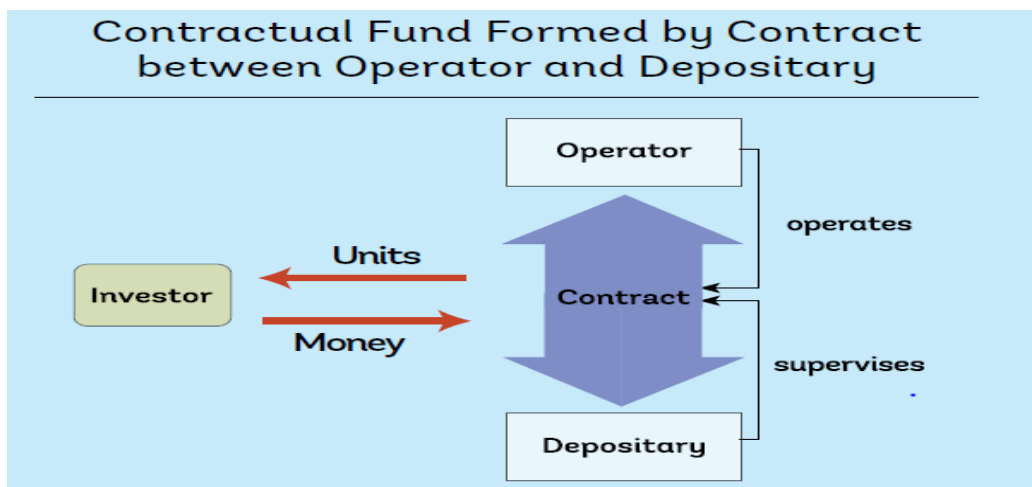 Contractual Fund Formed by Contract
between Operator and Depositary
Operator
operates
Units
Investor
Contract
Money
supervises
Depositary